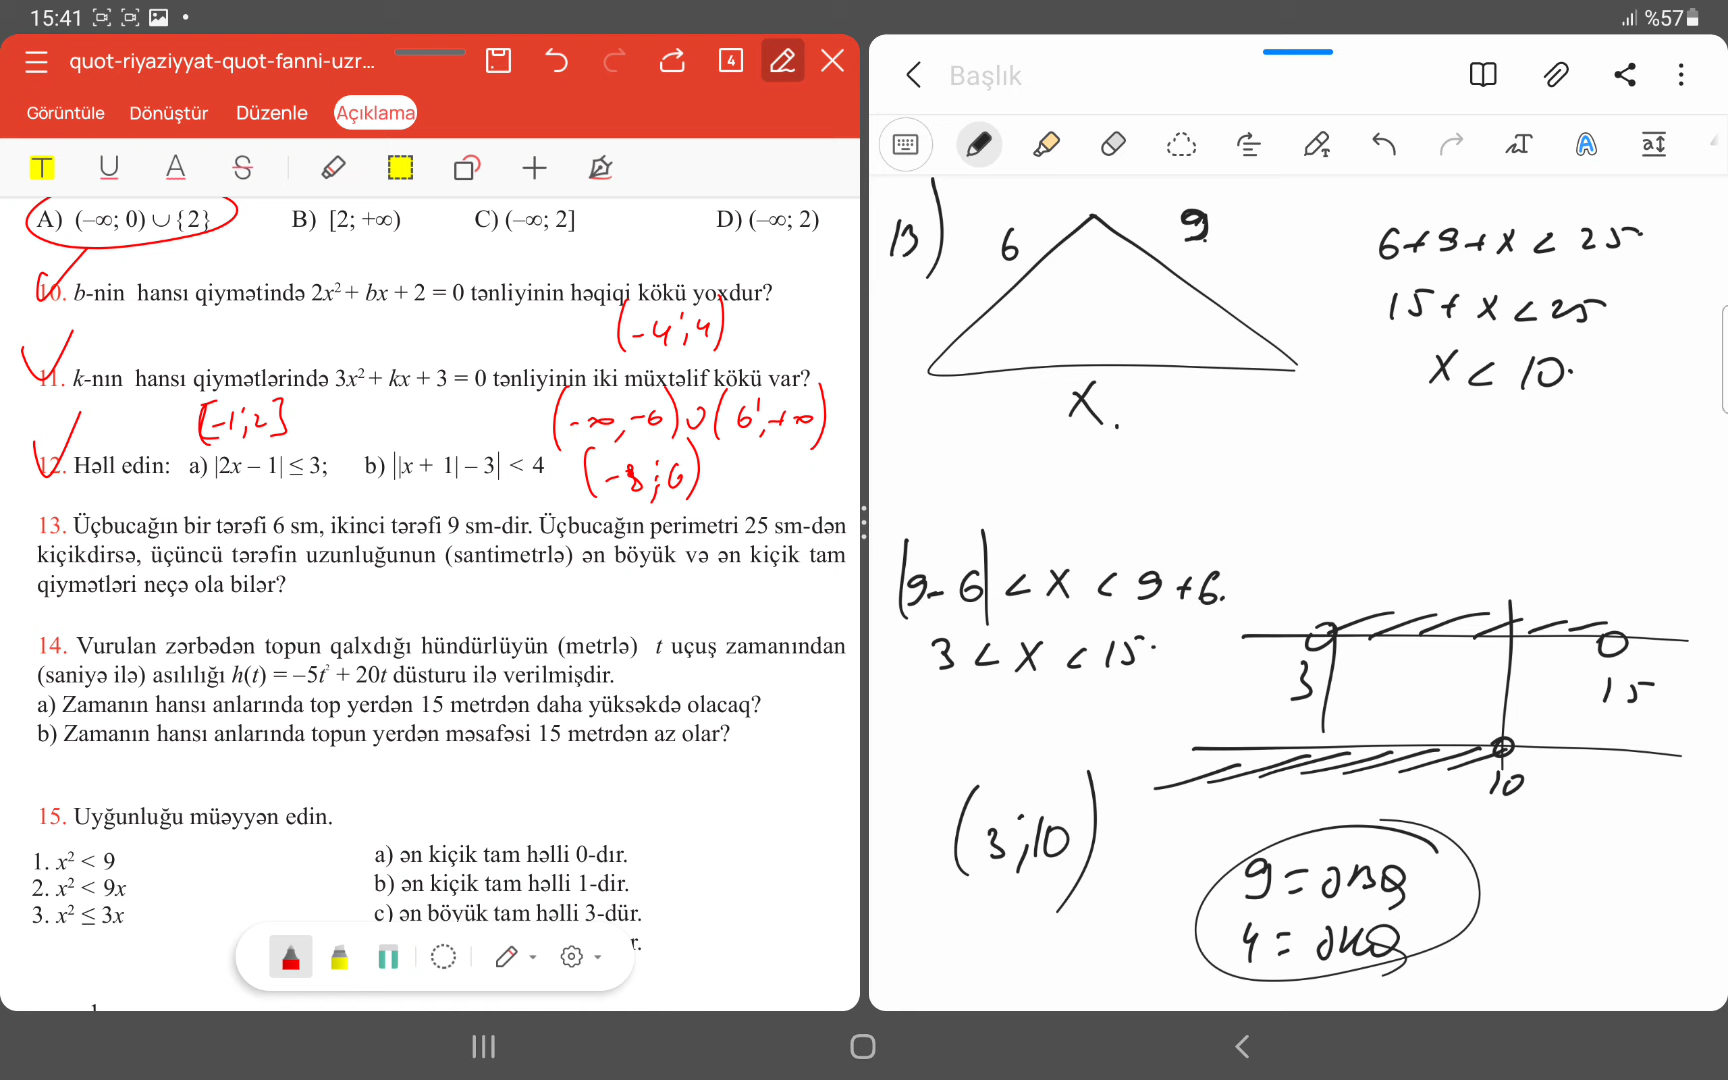 15:41
%57
quot-riyaziyyat-quot-fanni-uzr...
4
Görüntüle Dönüştür Düzenle Açıklama
A) (–∞; 0) ∪ {2} B) [2; +∞) C) (–∞; 2] D) (–∞; 2)
10. b-nin hansı qiymətində 2x² + bx + 2 = 0 tənliyinin həqiqi kökü yoxdur?
(-4; 4)
11. k-nın hansı qiymətlərində 3x² + kx + 3 = 0 tənliyinin iki müxtəlif kökü var?
[-1; 2]
(-∞, -6) ∪ (6; +∞)
12. Həll edin: a) |2x – 1| ≤ 3; b) ||x + 1| – 3| < 4
(-8; 6)
13. Üçbucağın bir tərəfi 6 sm, ikinci tərəfi 9 sm-dir. Üçbucağın perimetri 25 sm-dən
kiçikdirsə, üçüncü tərəfin uzunluğunun (santimetrlə) ən böyük və ən kiçik tam
qiymətləri neçə ola bilər?
14. Vurulan zərbədən topun qalxdığı hündürlüyün (metrlə) t uçuş zamanından
(saniyə ilə) asılılığı h(t) = –5t² + 20t düsturu ilə verilmişdir.
a) Zamanın hansı anlarında top yerdən 15 metrdən daha yüksəkdə olacaq?
b) Zamanın hansı anlarında topun yerdən məsafəsi 15 metrdən az olar?
15. Uyğunluğu müəyyən edin.
1. x² < 9
2. x² < 9x
3. x² ≤ 3x
a) ən kiçik tam həlli 0-dır.
b) ən kiçik tam həlli 1-dir.
c) ən böyük tam həlli 3-dür.
r.
Başlık
13)
6
9
x.
6+9+x < 25
15+x < 25
x < 10.
|9-6| < x < 9+6.
3 < x < 15.
3
15
10
(3; 10)
9 = ƏBQ
4 = ƏKQ